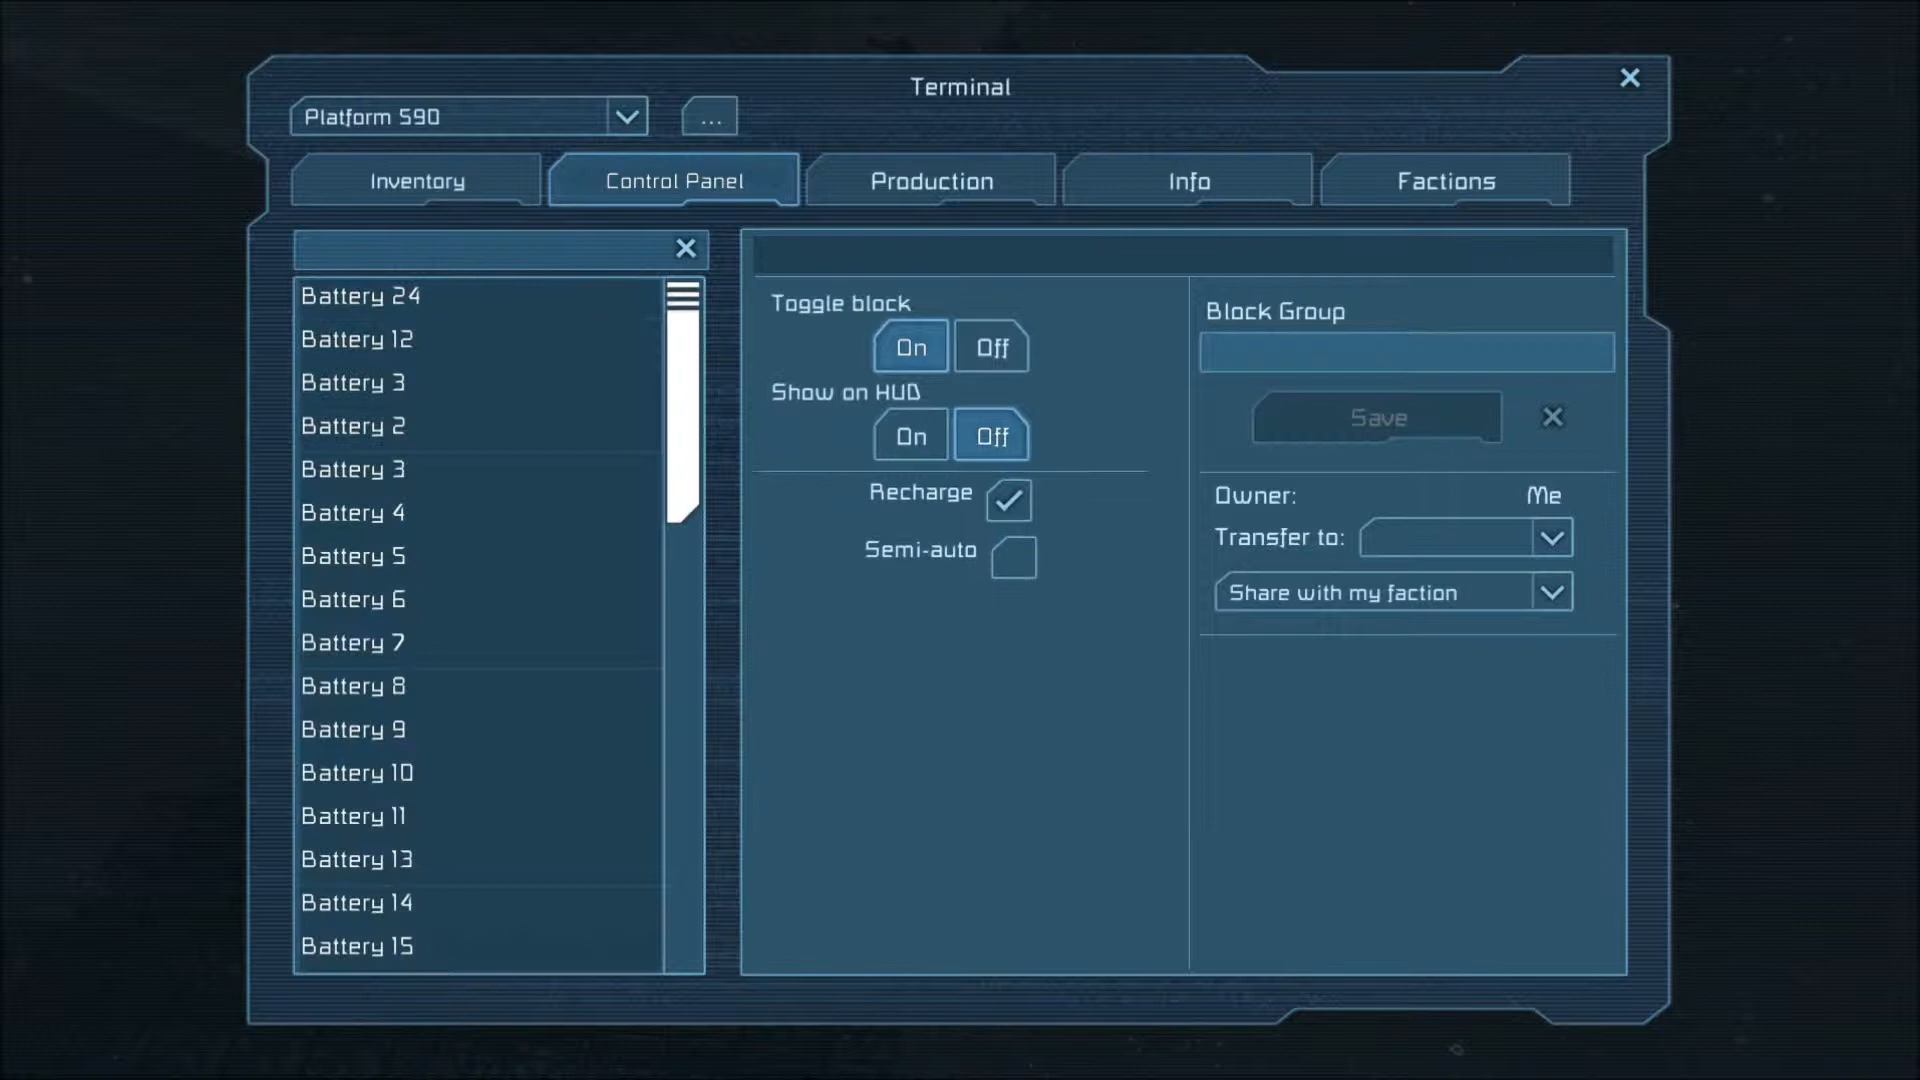 Terminal
Platform 590
...
Inventory
Control Panel
Production
Info
Factions
Battery 24
Battery 12
Battery 3
Battery 2
Battery 3
Battery 4
Battery 5
Battery 6
Battery 7
Battery 8
Battery 9
Battery 10
Battery 11
Battery 13
Battery 14
Battery 15
Toggle block
On Off
Show on HUD
On Off
Recharge
Semi-auto
Block Group
Save
Owner: Me
Transfer to:
Share with my faction